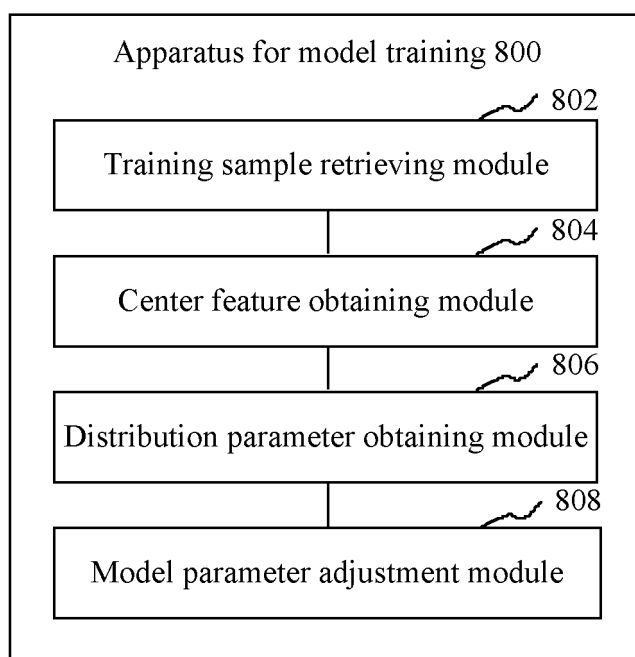 Apparatus for model training 800
802
Training sample retrieving module
804
Center feature obtaining module
806
Distribution parameter obtaining module
808
Model parameter adjustment module